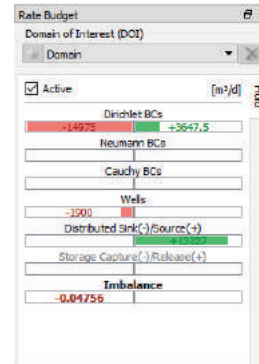 Rate Budget
Domain of Interest (DOI)
Domain
Active [m³/d]
Dirichlet BCs
-14975 +3647.5
Neumann BCs
Cauchy BCs
Wells
-1900
Distributed Sink(-)/Source(+)
Storage Capture(-)/Release(+)
Imbalance
-0.04756